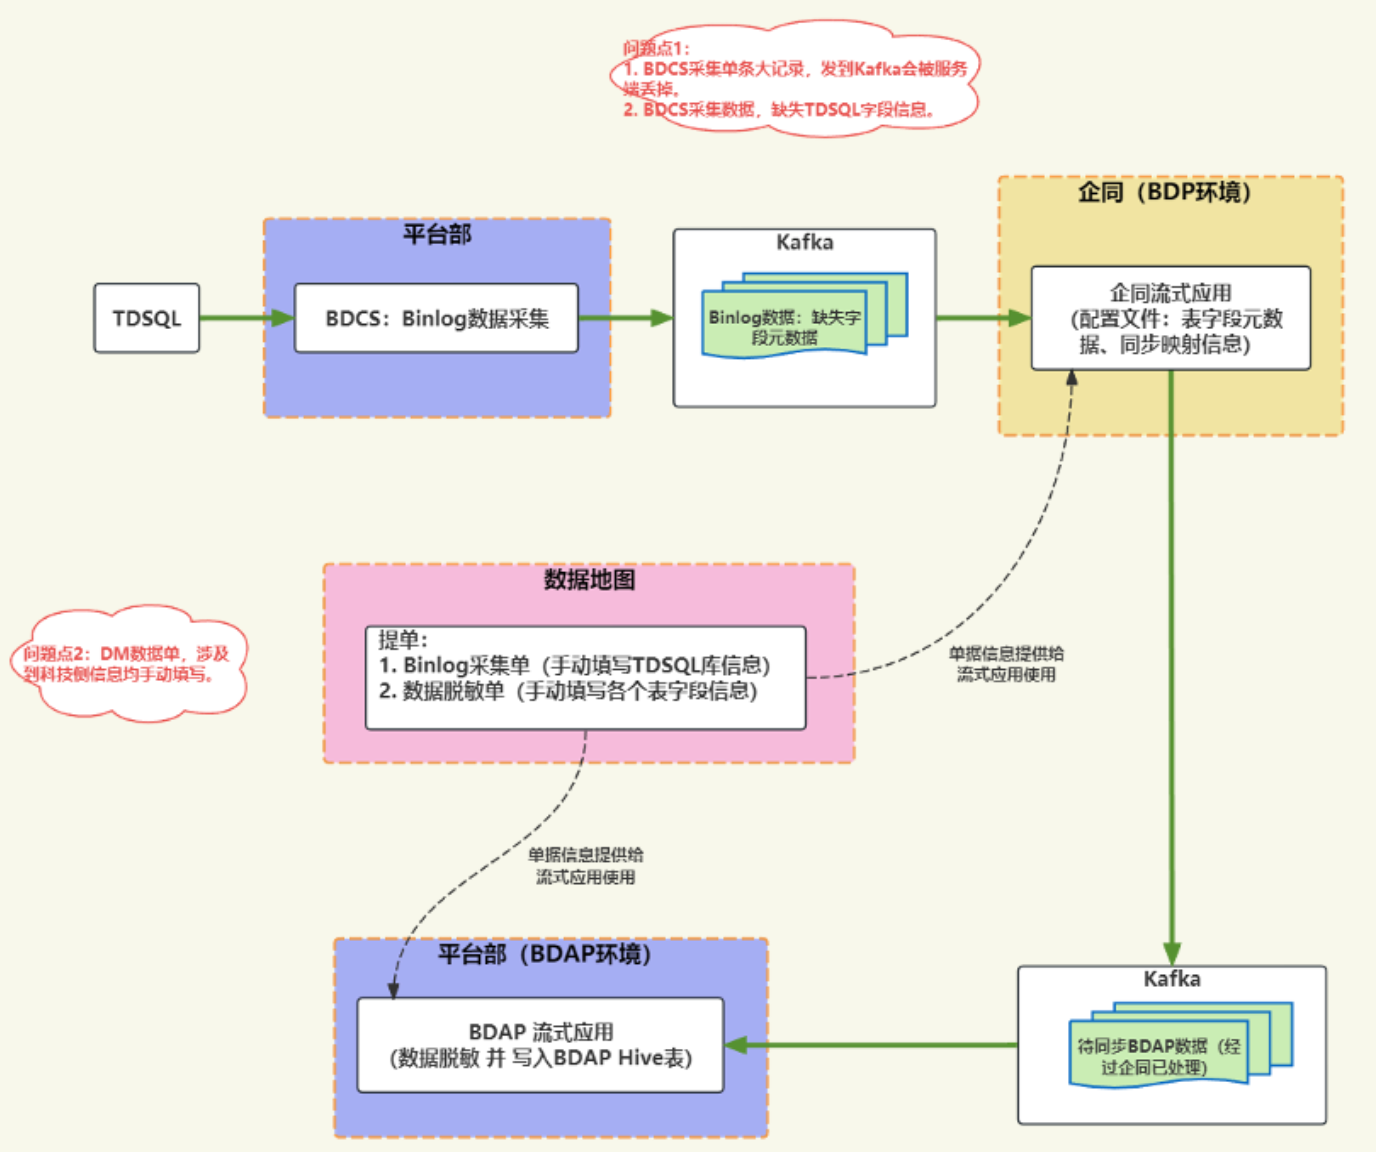 问题点1：
1. BDCS采集单条大记录，发到Kafka会被服务
端丢掉。
2. BDCS采集数据，缺失TDSQL字段信息。
企同（BDP环境）
平台部
Kafka
TDSQL
BDCS：Binlog数据采集
Binlog数据：缺失字
段元数据
企同流式应用
(配置文件：表字段元数
据、同步映射信息)
数据地图
提单：
1. Binlog采集单（手动填写TDSQL库信息）
2. 数据脱敏单（手动填写各个表字段信息）
问题点2：DM数据单，涉及
到科技侧信息均手动填写。
单据信息提供给
流式应用使用
单据信息提供给
流式应用使用
平台部（BDAP环境）
BDAP 流式应用
(数据脱敏 并 写入BDAP Hive表)
Kafka
待同步BDAP数据（经
过企同已处理）